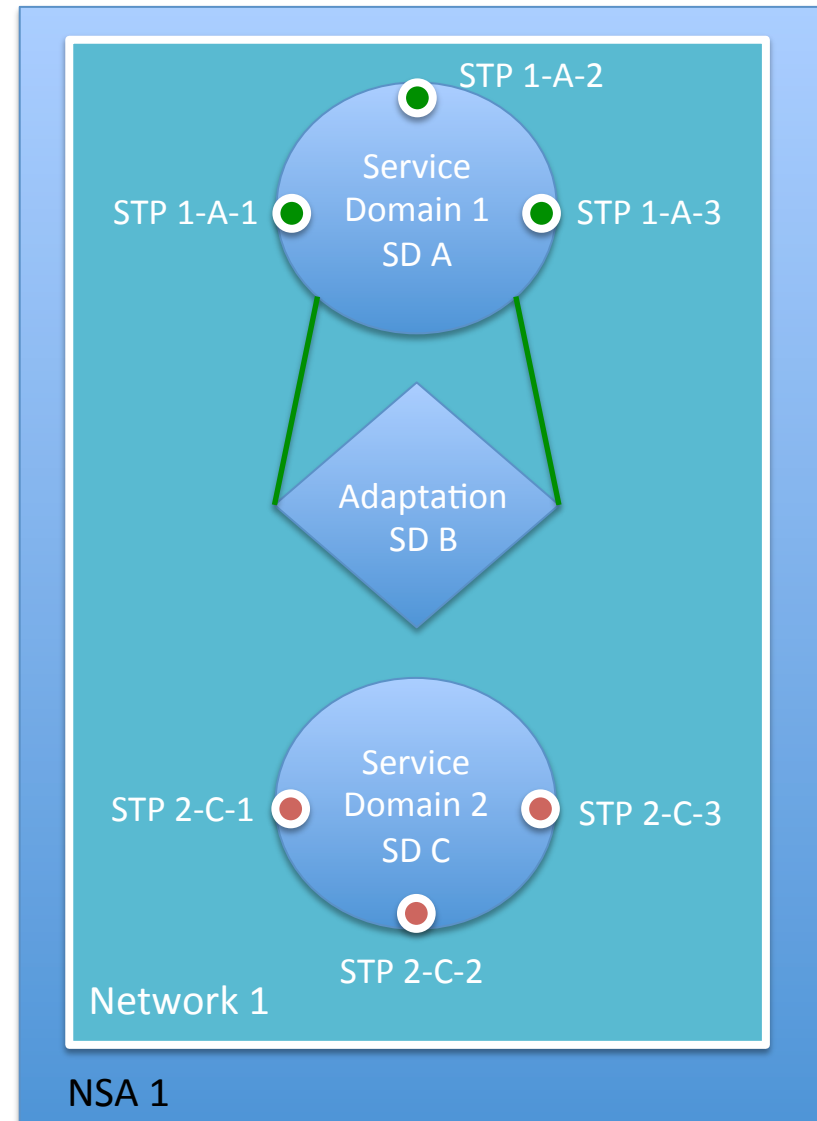 STP 1-A-2
Service
Domain 1
SD A
STP 1-A-1
STP 1-A-3
Adaptation
SD B
Service
Domain 2
SD C
STP 2-C-1
STP 2-C-3
STP 2-C-2
Network 1
NSA 1